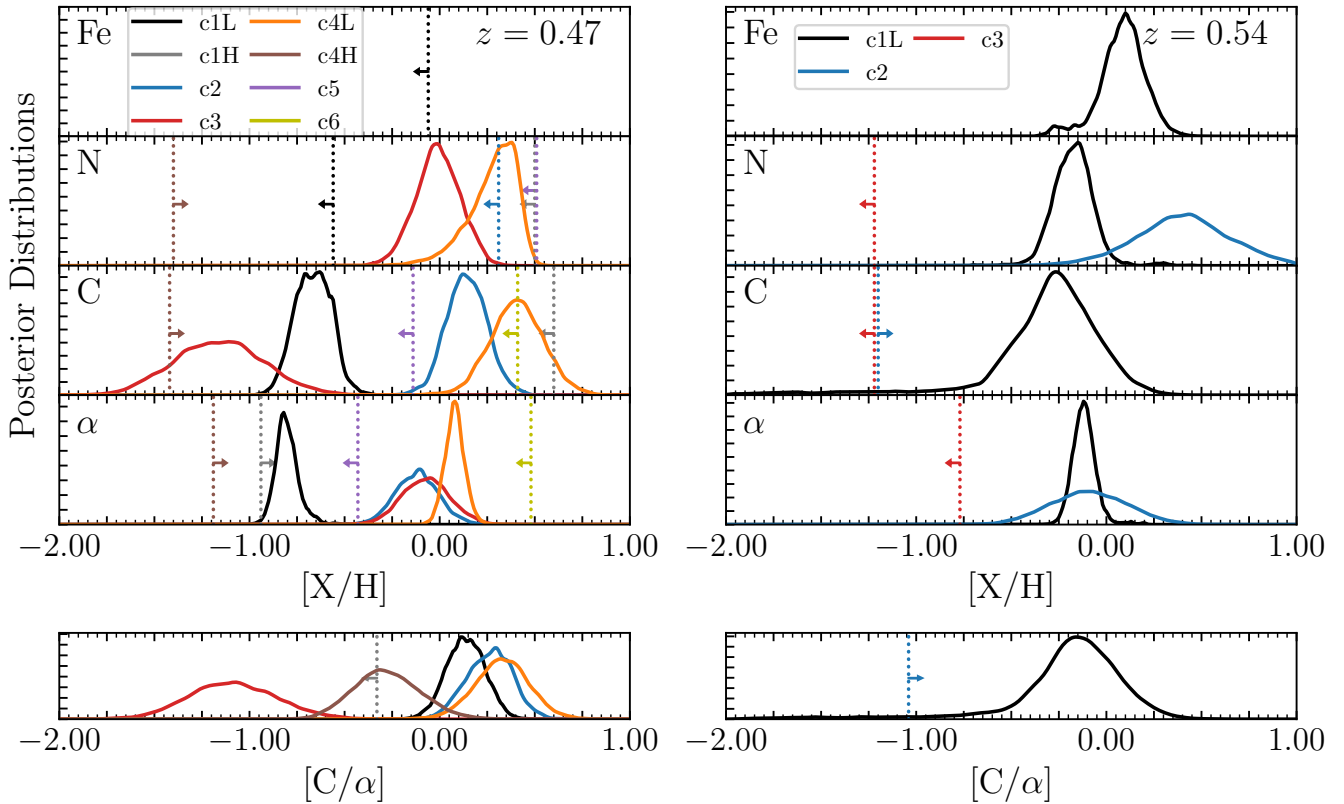 Posterior Distributions
Fe
c1L
c1H
c2
c3
c4L
c4H
c5
c6
z = 0.47
N
C
α
−2.00 −1.00 0.00 1.00
[X/H]
−2.00 −1.00 0.00 1.00
[C/α]
Fe
c1L
c2
c3
z = 0.54
N
C
α
−2.00 −1.00 0.00 1.00
[X/H]
−2.00 −1.00 0.00 1.00
[C/α]